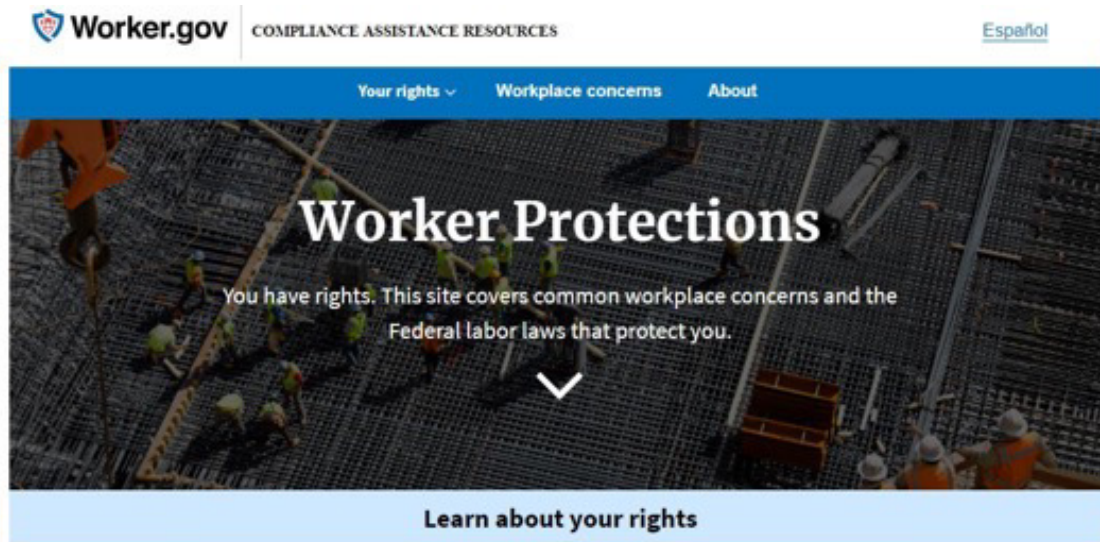 Worker.gov
COMPLIANCE ASSISTANCE RESOURCES
Español
Your rights
Workplace concerns
About
Worker Protections
You have rights. This site covers common workplace concerns and the
Federal labor laws that protect you.
Learn about your rights